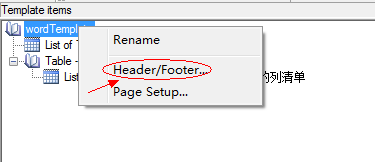 Template items
wordTempl
Rename
List of T
Header/Footer...
Table -
List
的列清单
Page Setup...